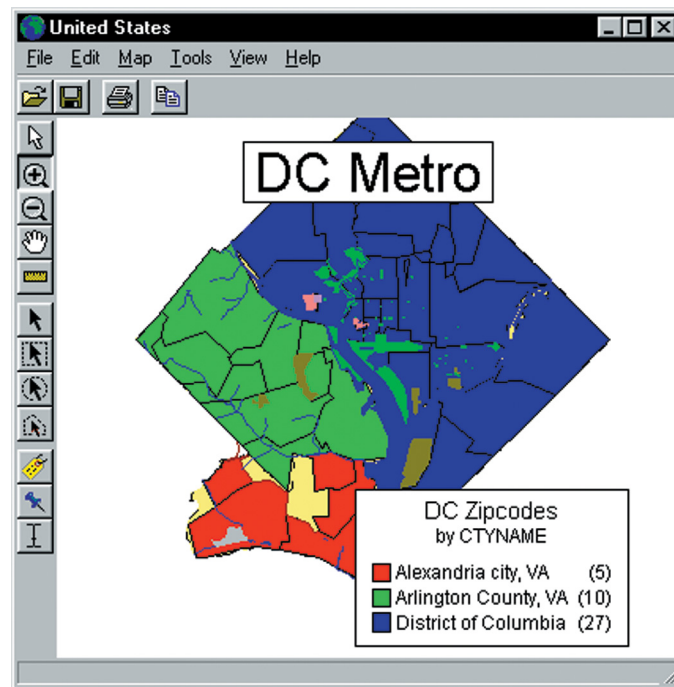 United States
File Edit Map Tools View Help
DC Metro
DC Zipcodes
by CTYNAME
Alexandria city, VA (5)
Arlington County, VA (10)
District of Columbia (27)